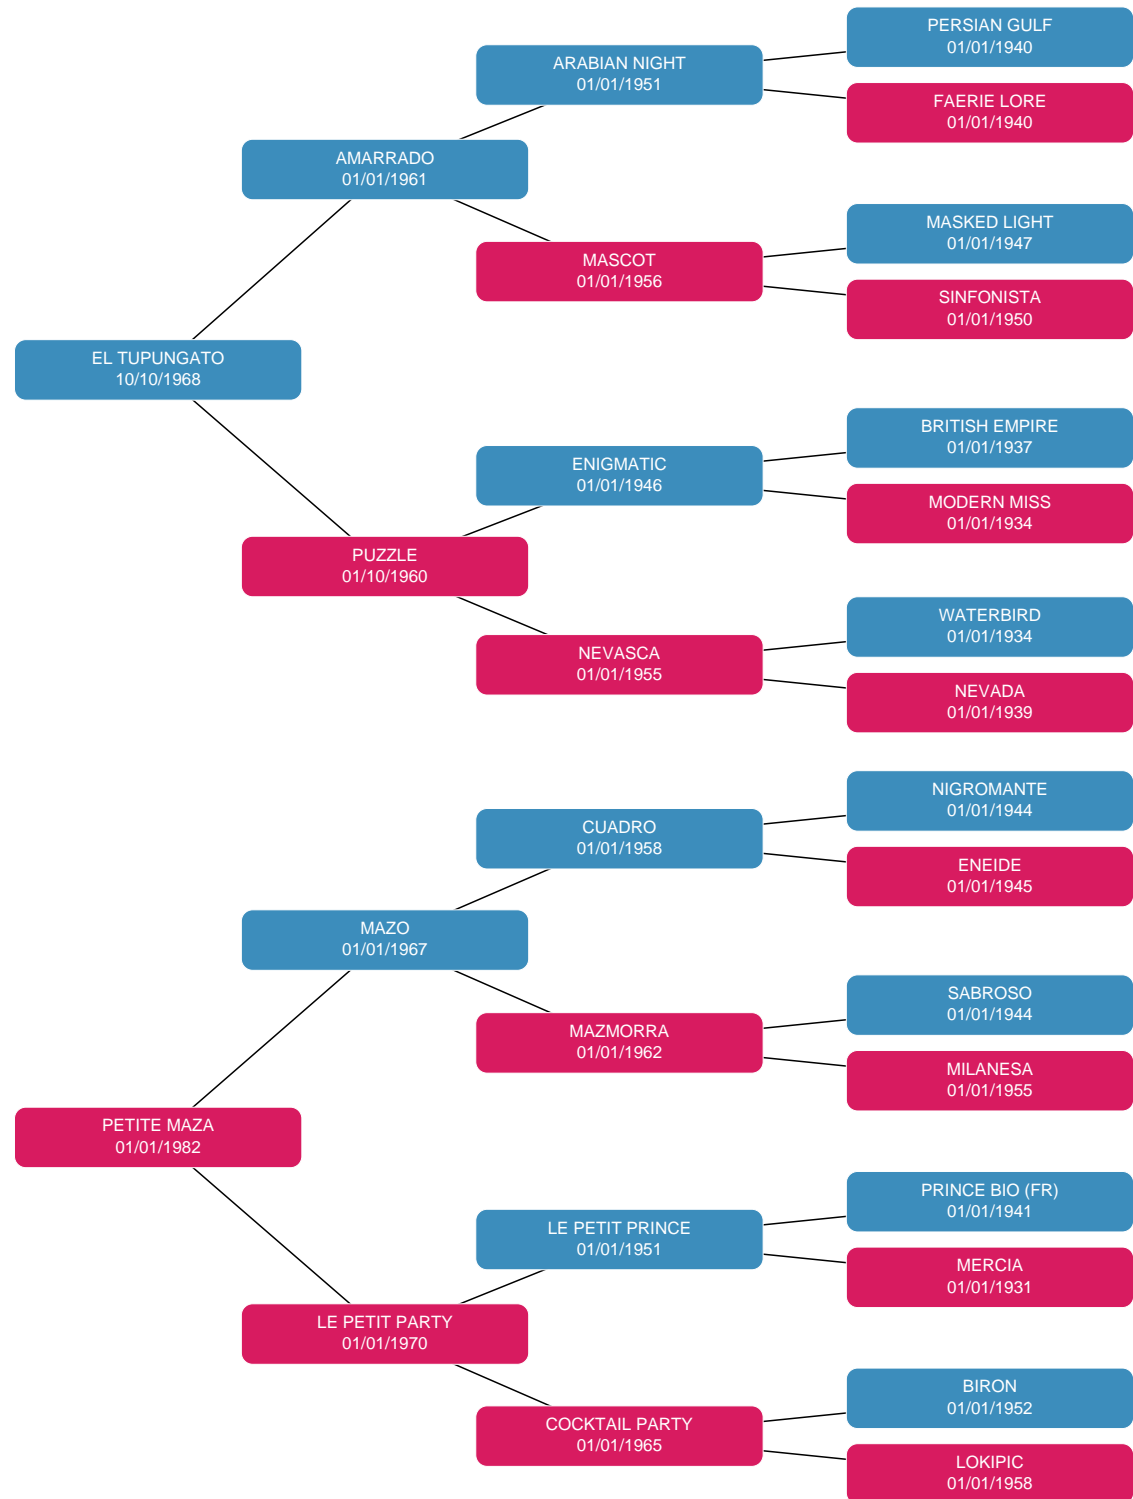 PERSIAN GULF
01/01/1940
ARABIAN NIGHT
01/01/1951
FAERIE LORE
01/01/1940
AMARRADO
01/01/1961
MASKED LIGHT
01/01/1947
MASCOT
01/01/1956
SINFONISTA
01/01/1950
EL TUPUNGATO
10/10/1968
BRITISH EMPIRE
01/01/1937
ENIGMATIC
01/01/1946
MODERN MISS
01/01/1934
PUZZLE
01/10/1960
WATERBIRD
01/01/1934
NEVASCA
01/01/1955
NEVADA
01/01/1939
NIGROMANTE
01/01/1944
CUADRO
01/01/1958
ENEIDE
01/01/1945
MAZO
01/01/1967
SABROSO
01/01/1944
MAZMORRA
01/01/1962
MILANESA
01/01/1955
PETITE MAZA
01/01/1982
PRINCE BIO (FR)
01/01/1941
LE PETIT PRINCE
01/01/1951
MERCIA
01/01/1931
LE PETIT PARTY
01/01/1970
BIRON
01/01/1952
COCKTAIL PARTY
01/01/1965
LOKIPIC
01/01/1958